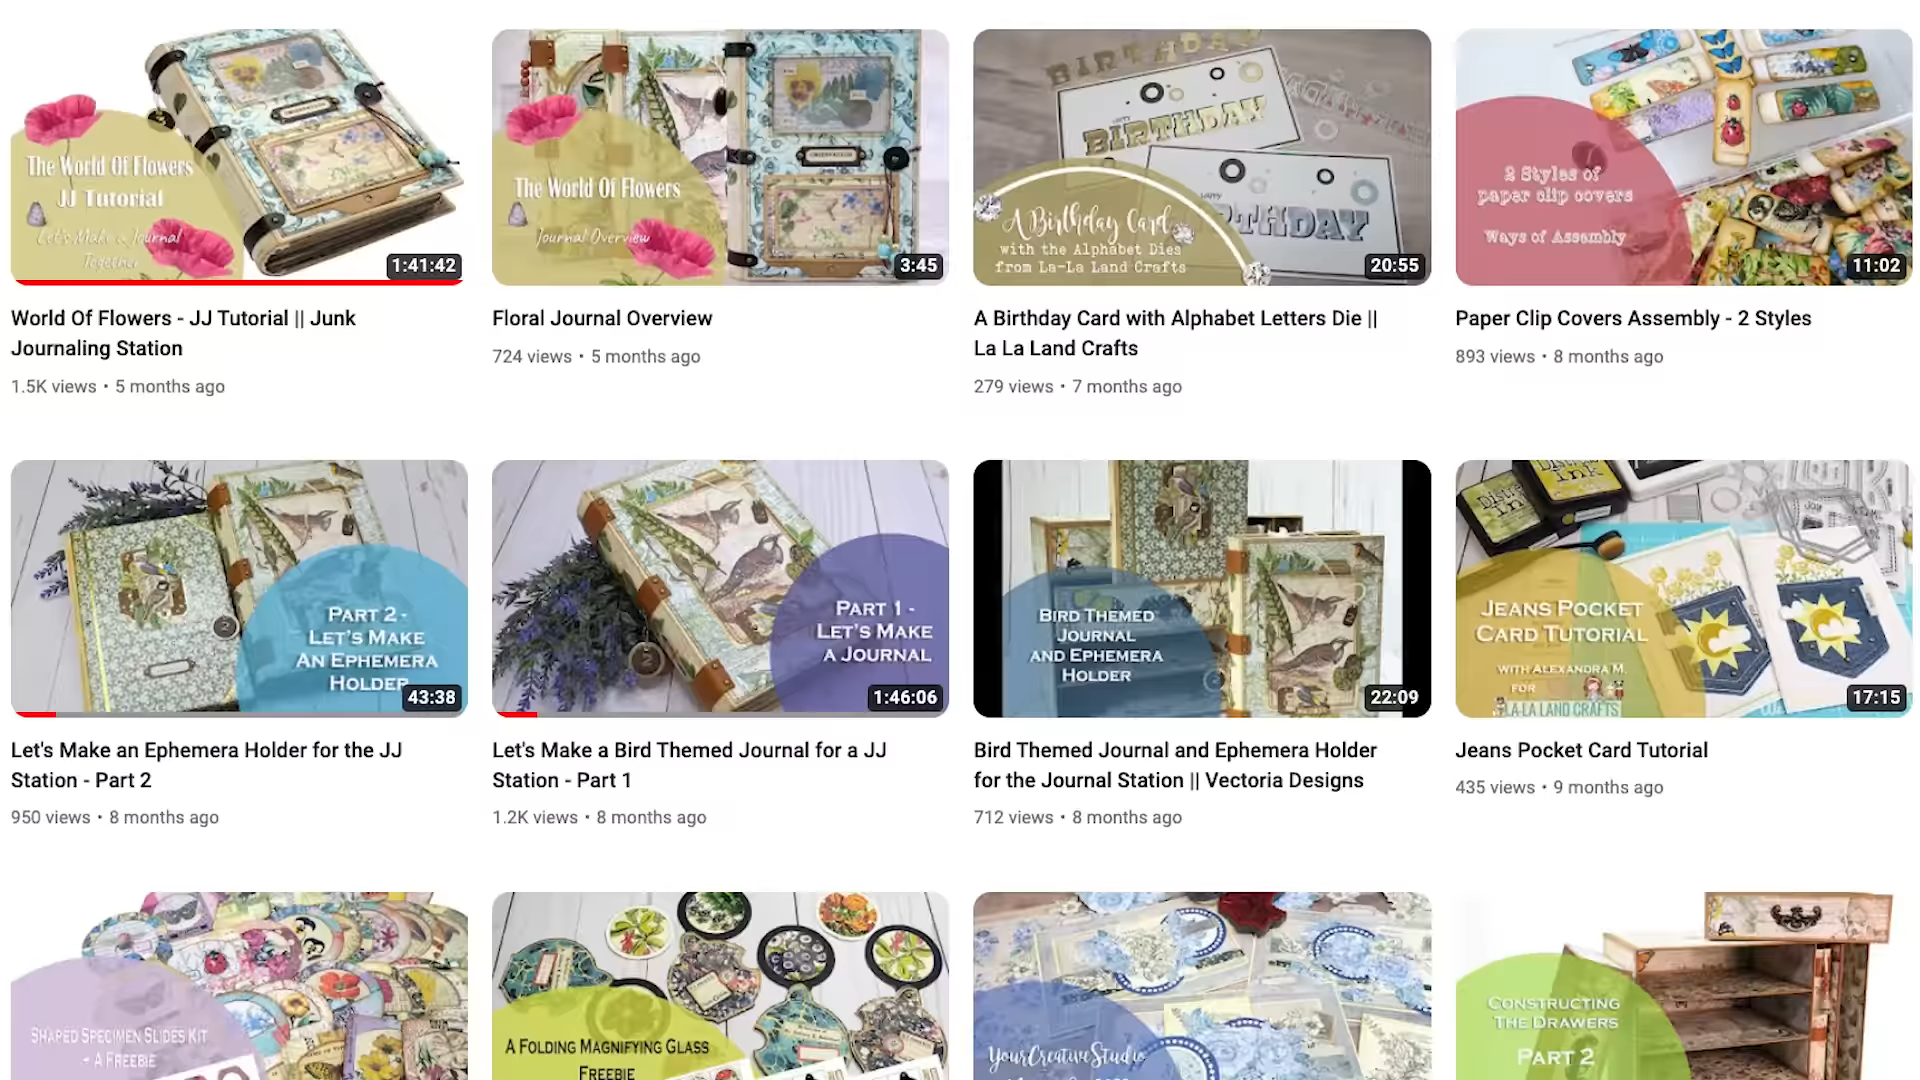 The World Of Flowers
JJ Tutorial
Let's Make a Journal
Together
1:41:42
The World Of Flowers
Journal Overview
3:45
BIRTHDAY
BIRTHDAY
HAPPY
BIRTHDAY
A Birthday Card
with the Alphabet Dies
from La-La Land Crafts
20:55
2 Styles of
paper clip covers
Ways of Assembly
11:02
World Of Flowers - JJ Tutorial || Junk
Journaling Station
1.5K views • 5 months ago
Floral Journal Overview
724 views • 5 months ago
A Birthday Card with Alphabet Letters Die ||
La La Land Crafts
279 views • 7 months ago
Paper Clip Covers Assembly - 2 Styles
893 views • 8 months ago
PART 2 -
LET'S MAKE
AN EPHEMERA
HOLDER
2
43:38
PART 1 -
LET'S MAKE
A JOURNAL
2
1:46:06
BIRD THEMED
JOURNAL
AND EPHEMERA
HOLDER
22:09
Distress
ink
JEANS POCKET
CARD TUTORIAL
WITH ALEXANDRA M.
FOR
LA-LA LAND CRAFTS
17:15
Let's Make an Ephemera Holder for the JJ
Station - Part 2
950 views • 8 months ago
Let's Make a Bird Themed Journal for a JJ
Station - Part 1
1.2K views • 8 months ago
Bird Themed Journal and Ephemera Holder
for the Journal Station || Vectoria Designs
712 views • 8 months ago
Jeans Pocket Card Tutorial
435 views • 9 months ago
SHAPED SPECIMEN SLIDES KIT
- A FREEBIE
A FOLDING MAGNIFYING GLASS
FREEBIE
YourCreativeStudio
CONSTRUCTING
THE DRAWERS
PART 2